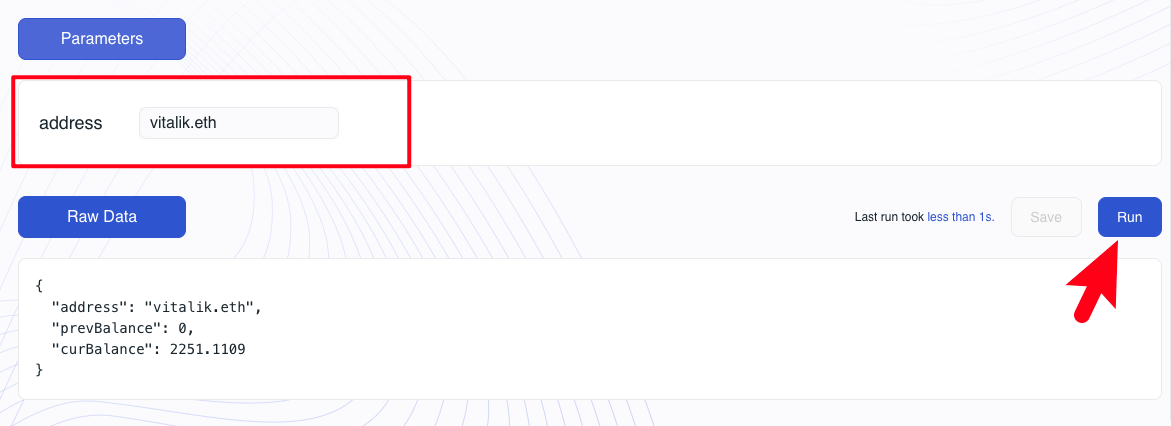 Parameters
address vitalik.eth
Raw Data Last run took less than 1s. Save Run
{
"address": "vitalik.eth",
"prevBalance": 0,
"curBalance": 2251.1109
}